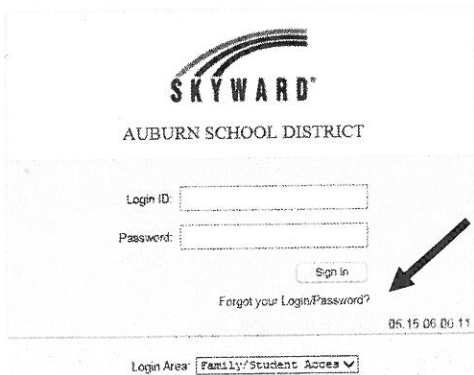 SKYWARD®
AUBURN SCHOOL DISTRICT
Login ID:
Password:
Sign In
Forgot your Login/Password?
05.15.06.06.11
Login Area: Family/Student Acces